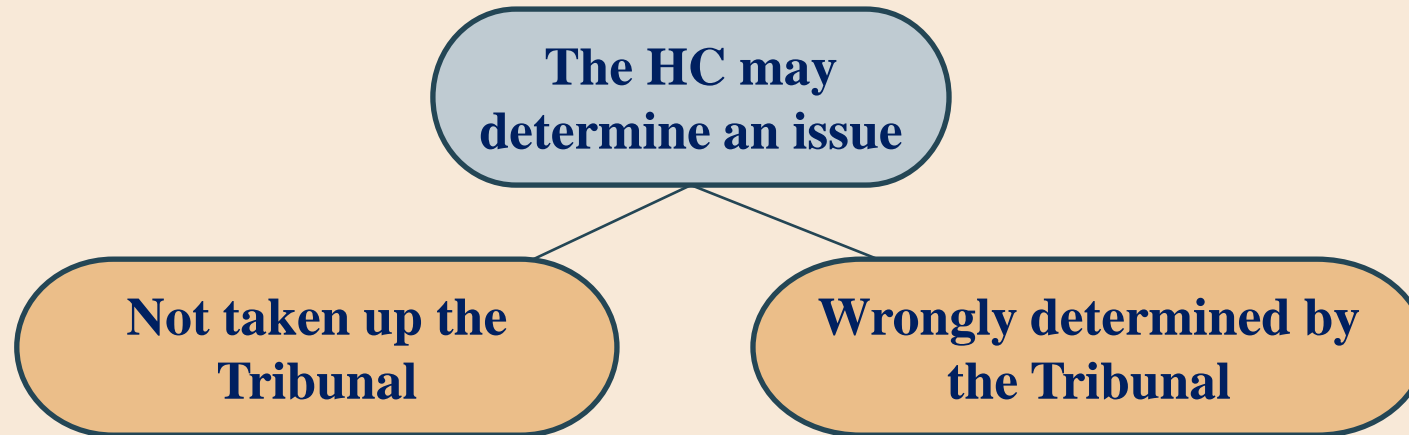 The HC may
determine an issue
Not taken up the
Tribunal
Wrongly determined by
the Tribunal